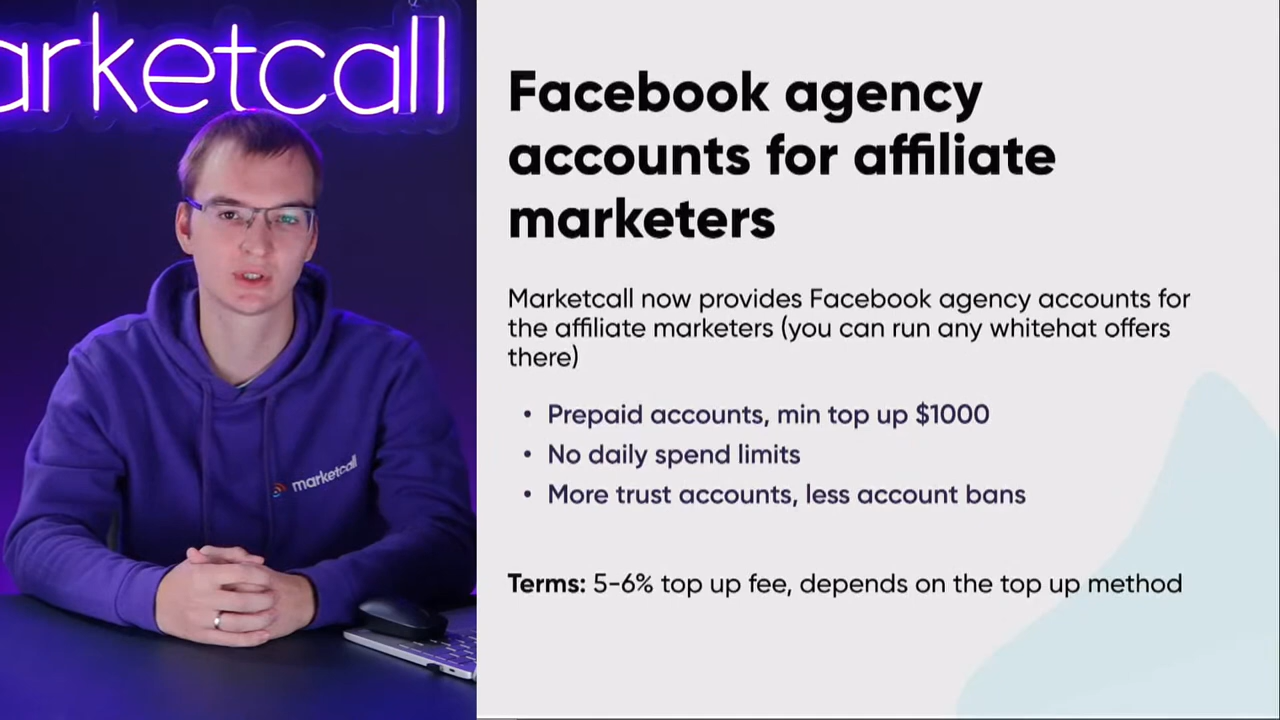 arketcall
marketcall
Facebook agency
accounts for affiliate
marketers
Marketcall now provides Facebook agency accounts for
the affiliate marketers (you can run any whitehat offers
there)
• Prepaid accounts, min top up $1000
• No daily spend limits
• More trust accounts, less account bans
Terms: 5-6% top up fee, depends on the top up method